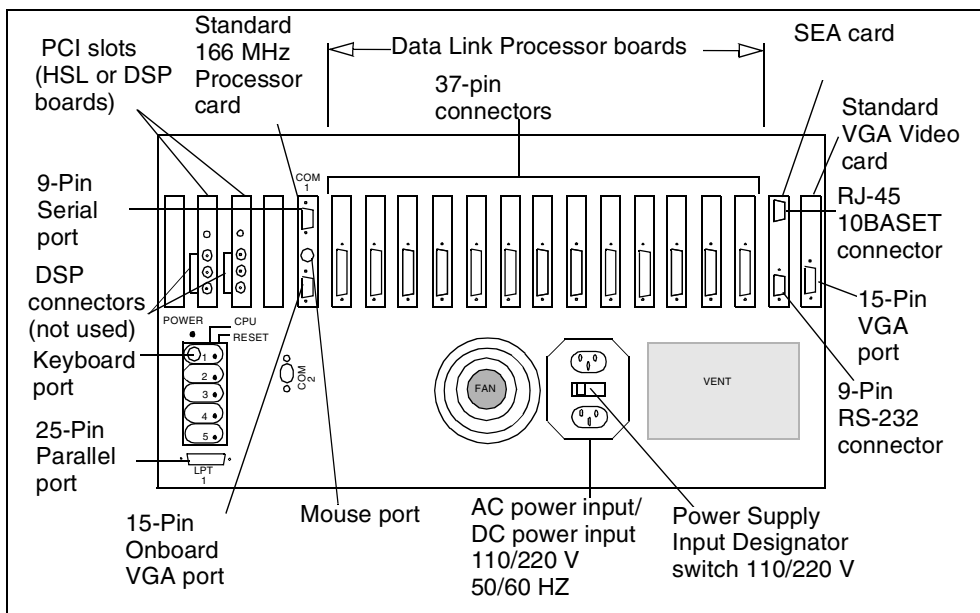 PCI slots
(HSL or DSP
boards)
Standard
166 MHz
Processor
card
Data Link Processor boards
37-pin
connectors
SEA card
Standard
VGA Video
card
9-Pin
Serial
port
COM
1
RJ-45
10BASET
connector
DSP
connectors
(not used)
15-Pin
VGA
port
POWER
CPU
RESET
Keyboard
port
1
2
3
4
5
COM
2
FAN
VENT
9-Pin
RS-232
connector
25-Pin
Parallel
port
LPT
1
15-Pin
Onboard
VGA port
Mouse port
AC power input/
DC power input
110/220 V
50/60 HZ
Power Supply
Input Designator
switch 110/220 V